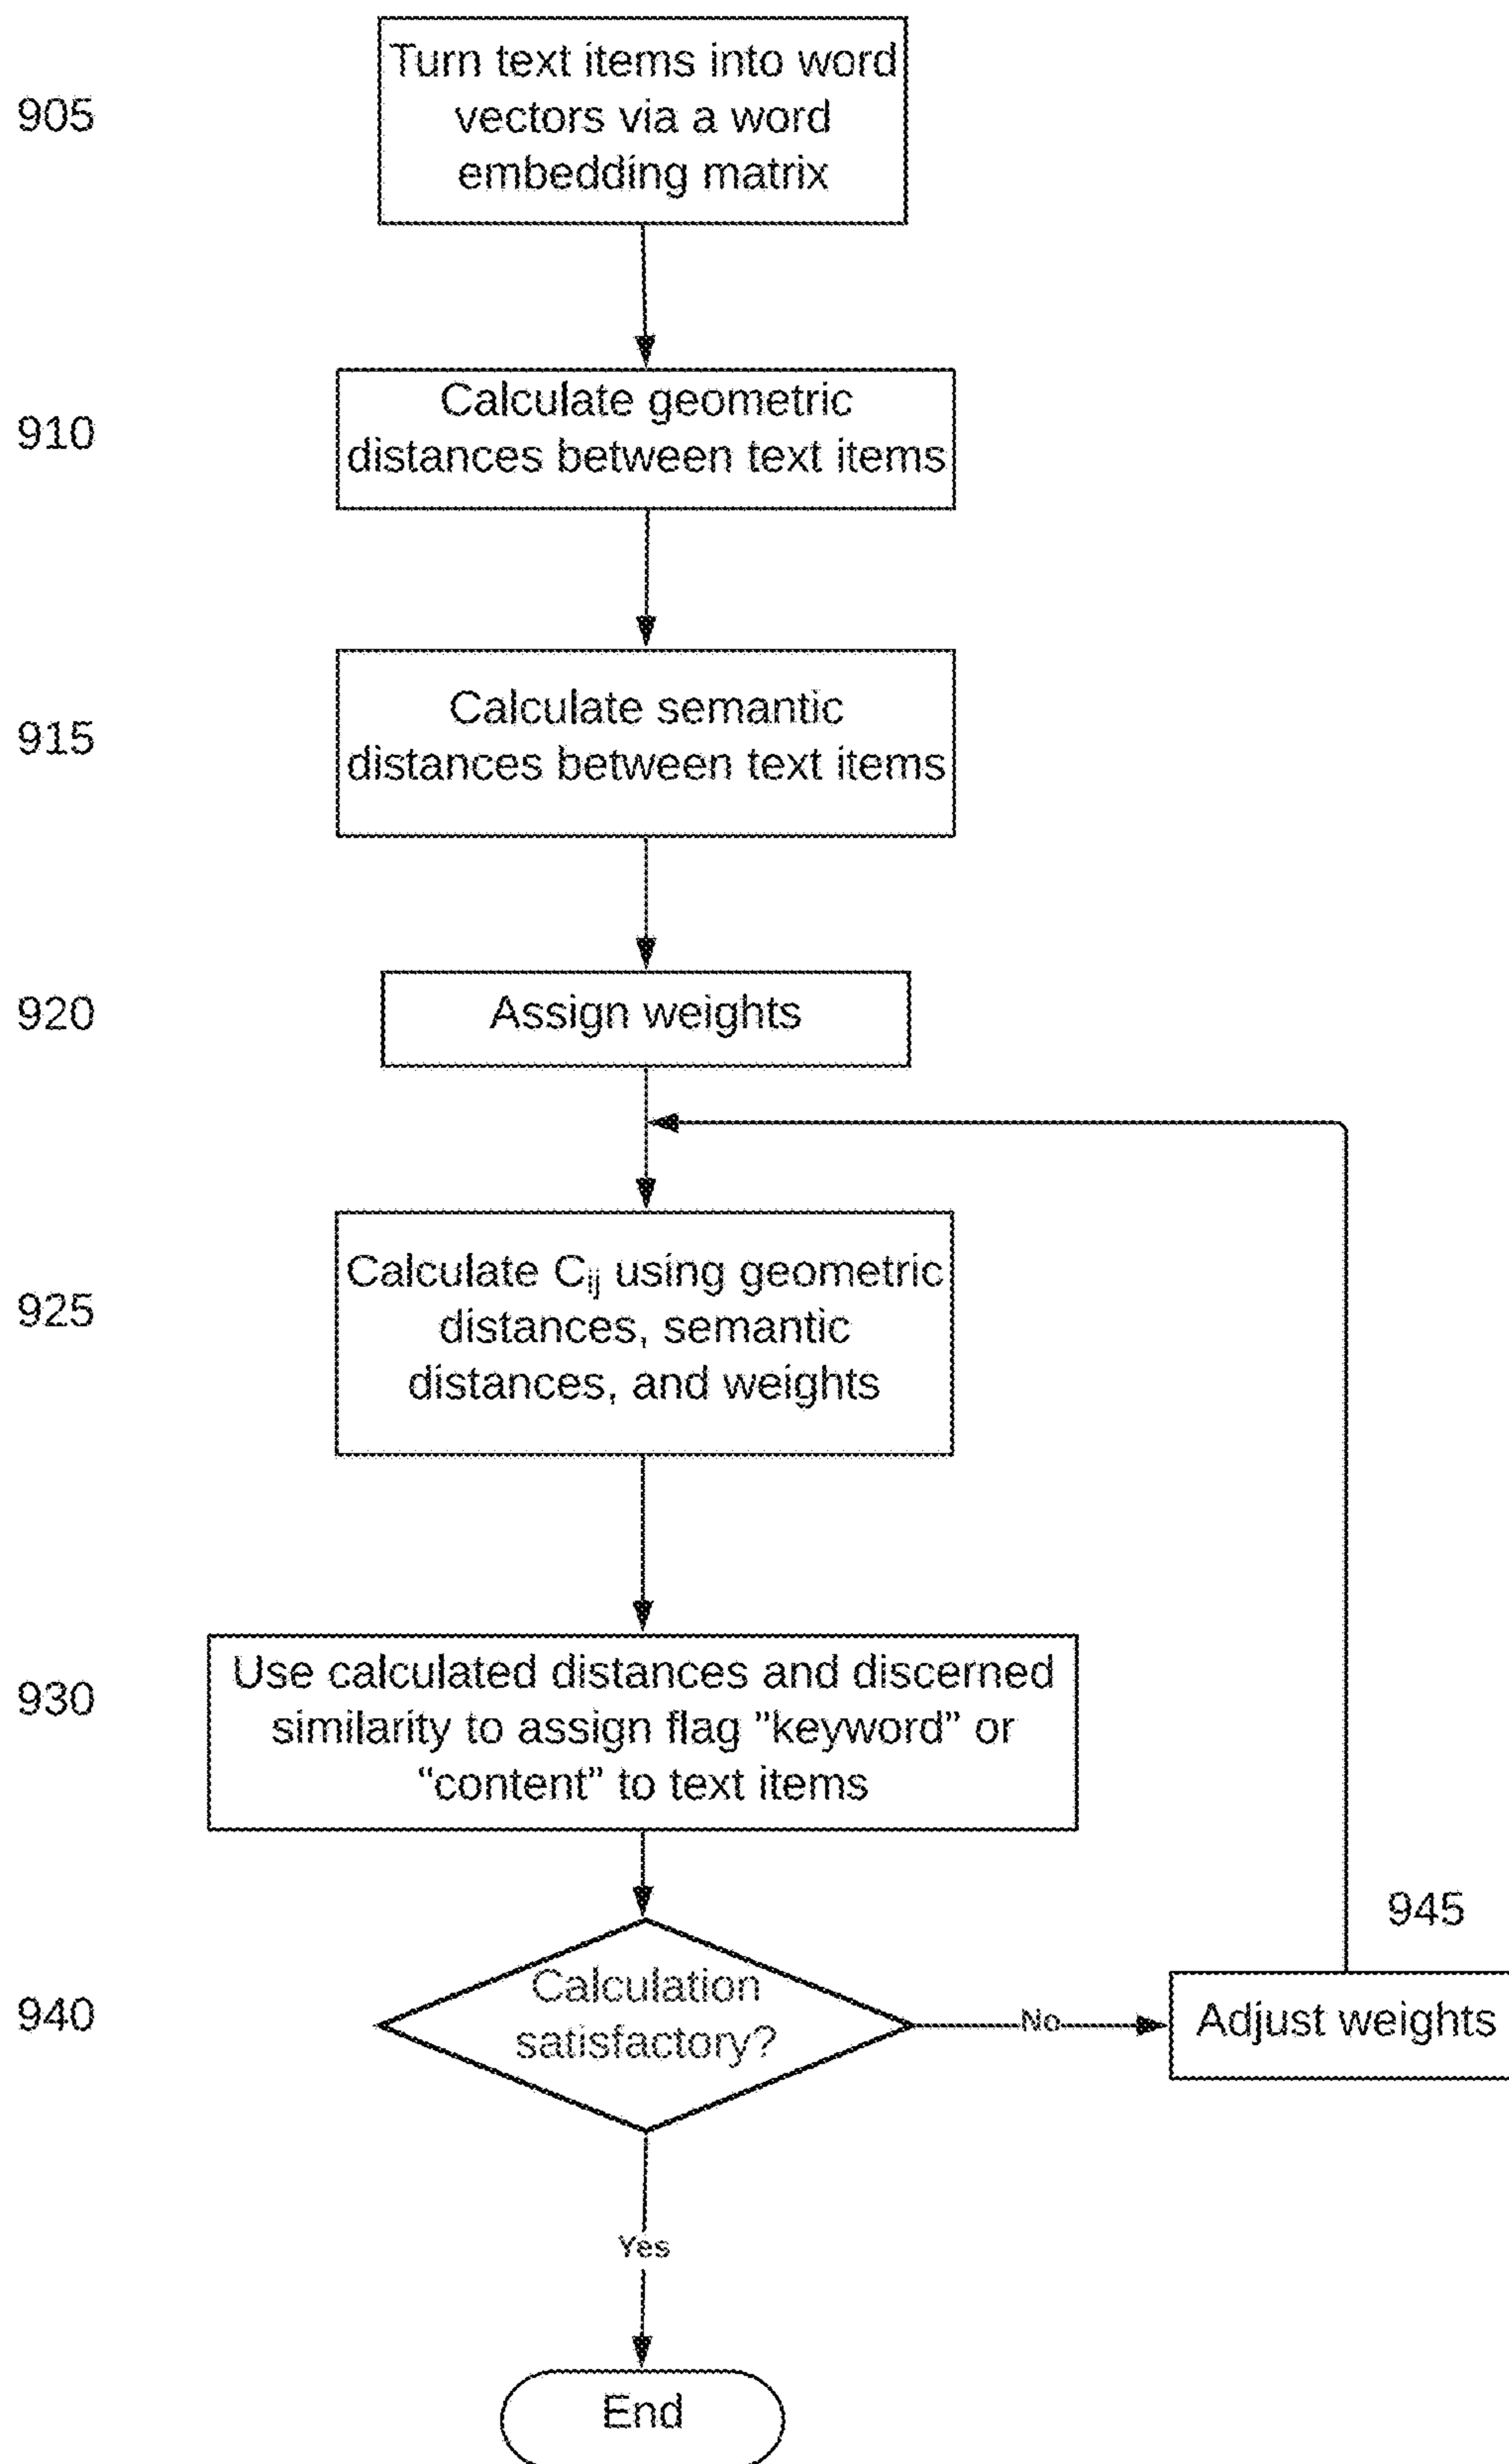 905
Turn text items into word
vectors via a word
embedding matrix
910
Calculate geometric
distances between text items
915
Calculate semantic
distances between text items
920
Assign weights
925
Calculate Cij using geometric
distances, semantic
distances, and weights
930
Use calculated distances and discerned
similarity to assign flag ”keyword” or
“content” to text items
945
940
Calculation
satisfactory?
No
Adjust weights
Yes
End